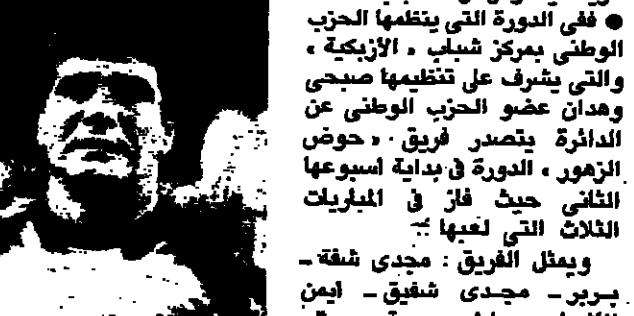 ● ففى الدورة التى ينظمها الحزب
الوطنى بمركز شباب « الأزبكية »
والتى يشرف على تنظيمها صبحى
وهدان عضو الحزب الوطنى عن
الدائرة يتصدر فريق « حوض
الزهور » الدورة فى بداية اسبوعها
الثانى حيث فاز فى المباريات
الثلاث التى لعبها
ويمثل الفريق : مجدى شفة ـ
بربر ـ مجدى شفيق ـ ايمن